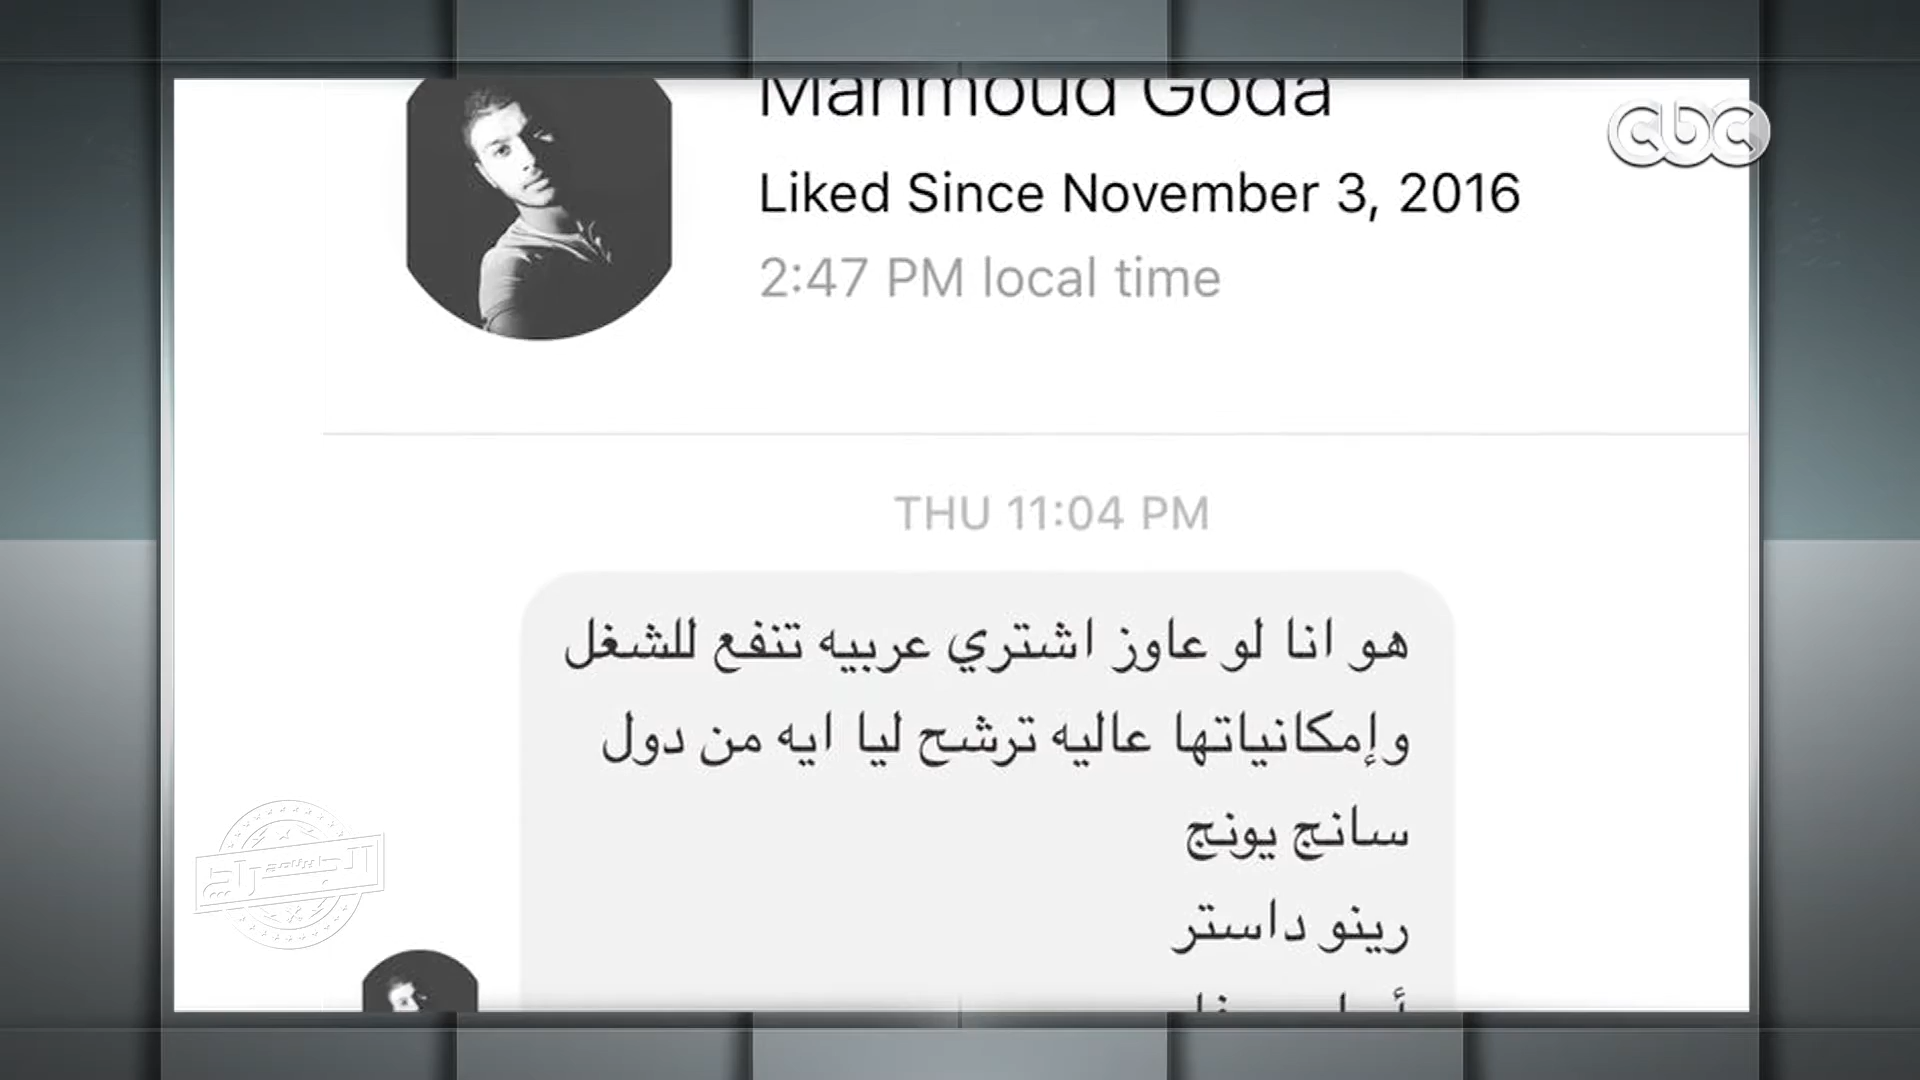 Mahmoud Goda
cbc
Liked Since November 3, 2016
2:47 PM local time
THU 11:04 PM
هو انا لو عاوز اشتري عربيه تنفع للشغل
وإمكانياتها عاليه ترشح ليا ايه من دول
سانج يونج
رينو داستر